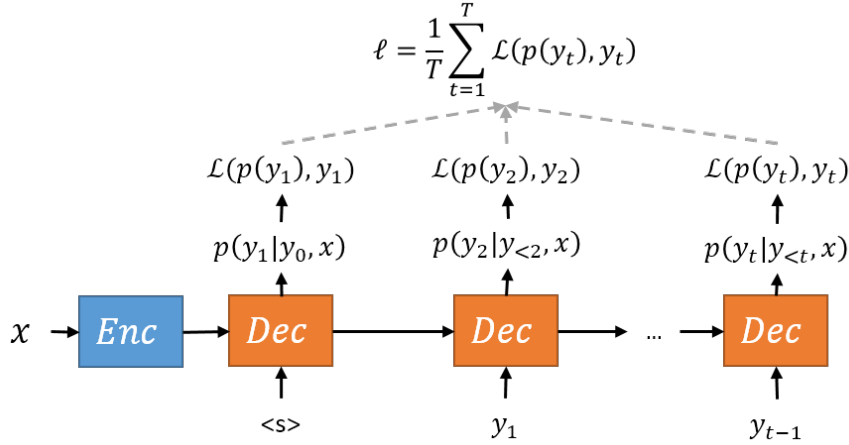 ℓ = 1/T ∑_{t=1}^{T} ℒ(p(y_t), y_t)
ℒ(p(y_1), y_1) ℒ(p(y_2), y_2) ℒ(p(y_t), y_t)
p(y_1|y_0, x) p(y_2|y_{<2}, x) p(y_t|y_{<t}, x)
x Enc Dec Dec ... Dec
<s> y_1 y_{t−1}